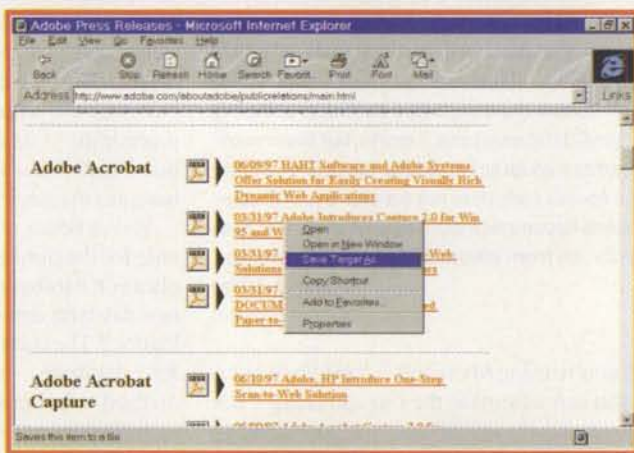 Adobe Press Releases - Microsoft Internet Explorer
File Edit View Go Favorites Help
Back Stop Refresh Home Search Favorit.. Print Font Mail
Address http://www.adobe.com/aboutadobe/publicrelations/main.html Links
Adobe Acrobat
06/09/97 HAHT Software and Adobe Systems
Offer Solution for Easily Creating Visually Rich
Dynamic Web Applications
03/31/97 Adobe Introduces Capture 2.0 for Win
95 and W
03/31/97 Web
Solutions
03/31/97
DOCUM
Paper-to-
Open
Open in New Window
Save Target As...
Copy Shortcut
Add to Favorites...
Properties
Adobe Acrobat
Capture
06/10/97 Adobe, HP Introduce One-Step
Scan-to-Web Solution
Saves this item to a file